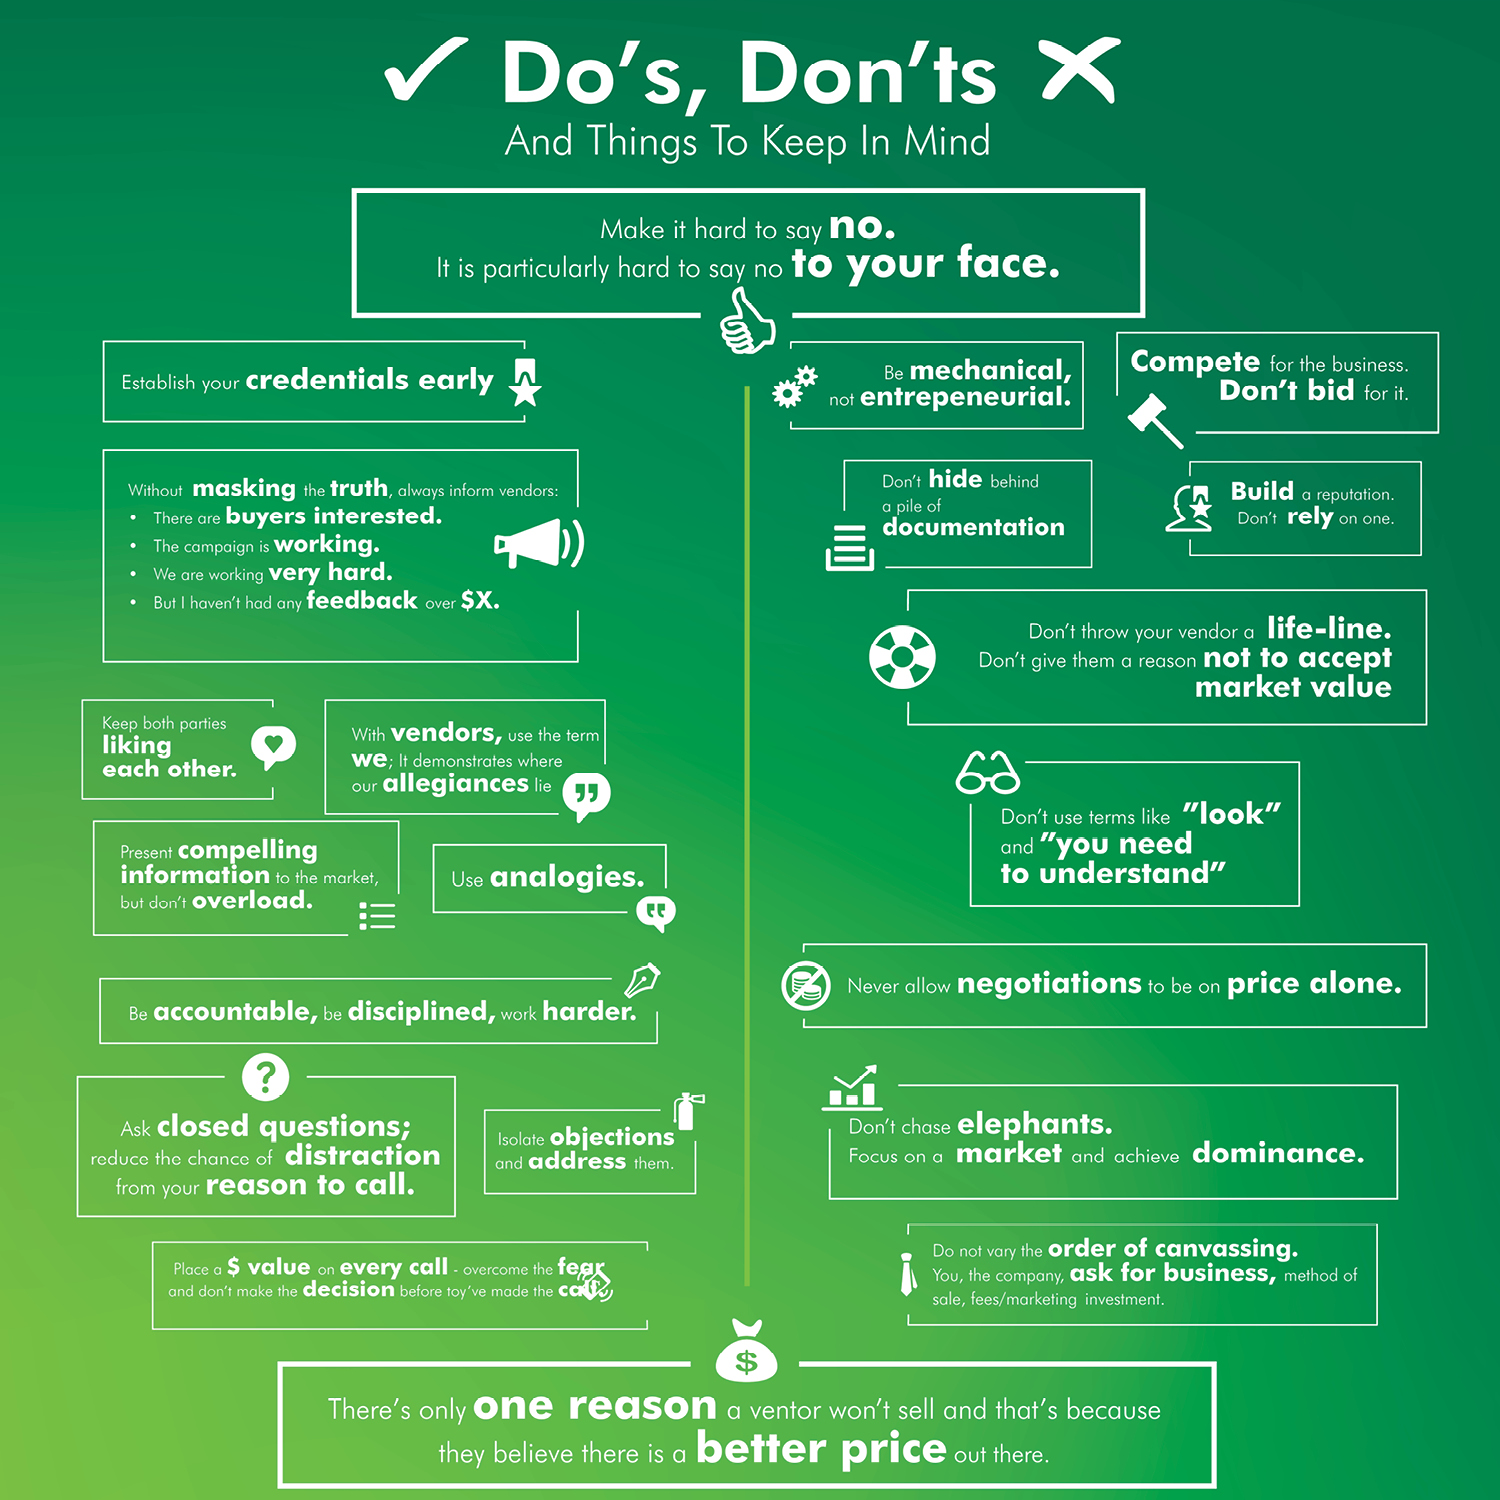 Do's, Don'ts
And Things To Keep In Mind
Make it hard to say no.
It is particularly hard to say no to your face.
Establish your credentials early
Without masking the truth, always inform vendors:
• There are buyers interested.
• The campaign is working.
• We are working very hard.
• But I haven't had any feedback over $X.
Keep both parties
liking
each other.
With vendors, use the term
we; It demonstrates where
our allegiances lie
Present compelling
information to the market,
but don't overload.
Use analogies.
Be accountable, be disciplined, work harder.
?
Ask closed questions;
reduce the chance of distraction
from your reason to call.
Isolate objections
and address them.
Place a $ value on every call - overcome the fear
and don't make the decision before toy've made the call.
Be mechanical,
not entrepeneurial.
Compete for the business.
Don't bid for it.
Don't hide behind
a pile of
documentation
Build a reputation.
Don't rely on one.
Don't throw your vendor a life-line.
Don't give them a reason not to accept
market value
Don't use terms like "look"
and "you need
to understand"
Never allow negotiations to be on price alone.
Don't chase elephants.
Focus on a market and achieve dominance.
Do not vary the order of canvassing.
You, the company, ask for business, method of
sale, fees/marketing investment.
$
There's only one reason a ventor won't sell and that's because
they believe there is a better price out there.